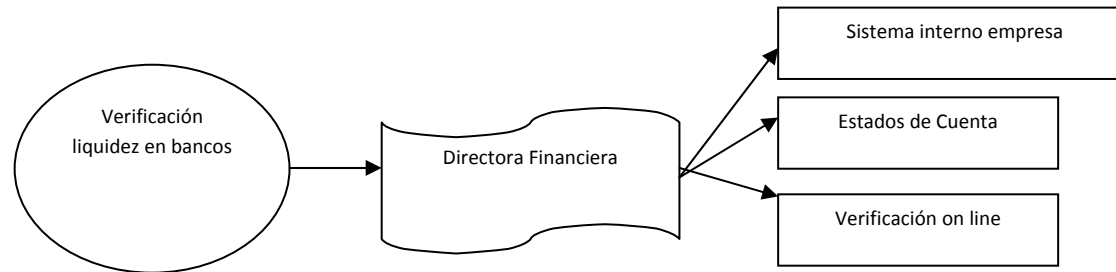 Verificación
liquidez en bancos
Directora Financiera
Sistema interno empresa
Estados de Cuenta
Verificación on line